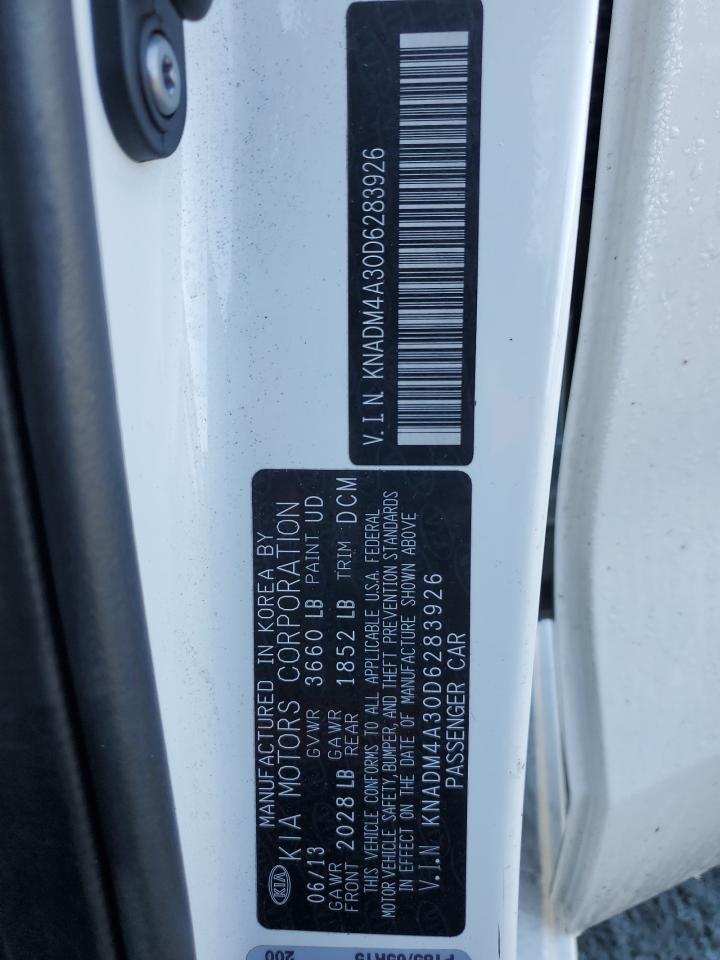 V.I.N. KNADM4A30D6283926
KIA
MANUFACTURED IN KOREA BY
KIA MOTORS CORPORATION
06/13 GVWR 3660 LB PAINT UD
GAWR FRONT 2028 LB GAWR REAR 1852 LB TRIM DCM
THIS VEHICLE CONFORMS TO ALL APPLICABLE U.S.A. FEDERAL
MOTOR VEHICLE SAFETY, BUMPER, AND THEFT PREVENTION STANDARDS
IN EFFECT ON THE DATE OF MANUFACTURE SHOWN ABOVE
V.I.N. KNADM4A30D6283926
PASSENGER CAR
200